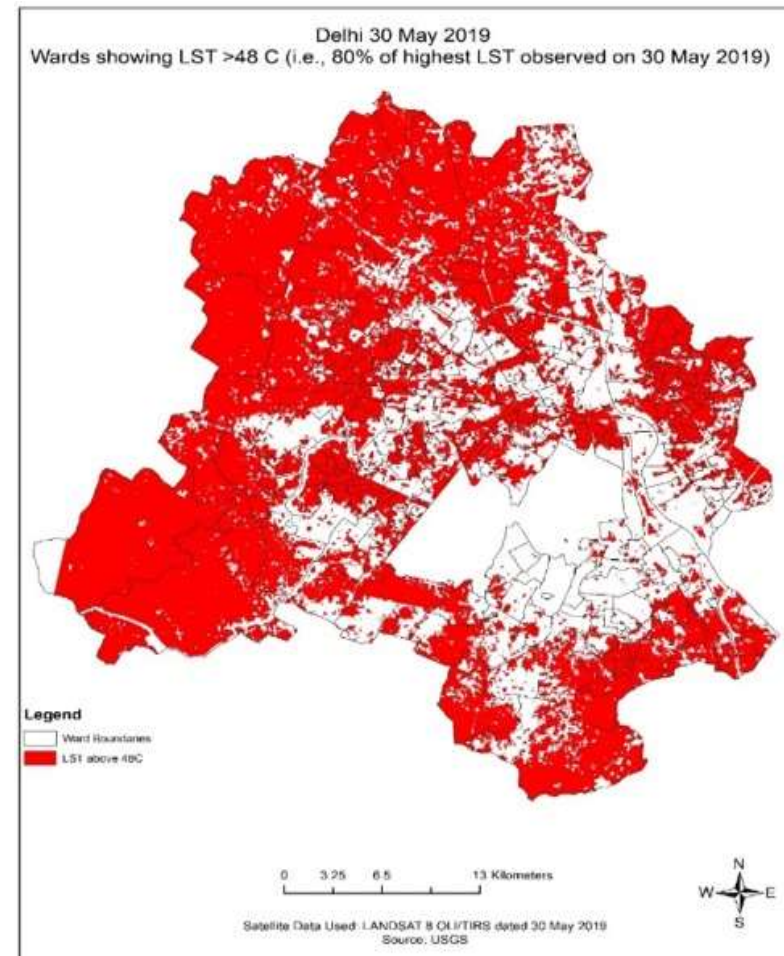 Delhi 30 May 2019
Wards showing LST >48 C (i.e., 80% of highest LST observed on 30 May 2019)
Legend
Ward Boundaries
LST above 48C
0 3.25 6.5 13 Kilometers
N
W E
S
Satellite Data Used: LANDSAT 8 OLI/TIRS dated 30 May 2019
Source: USGS